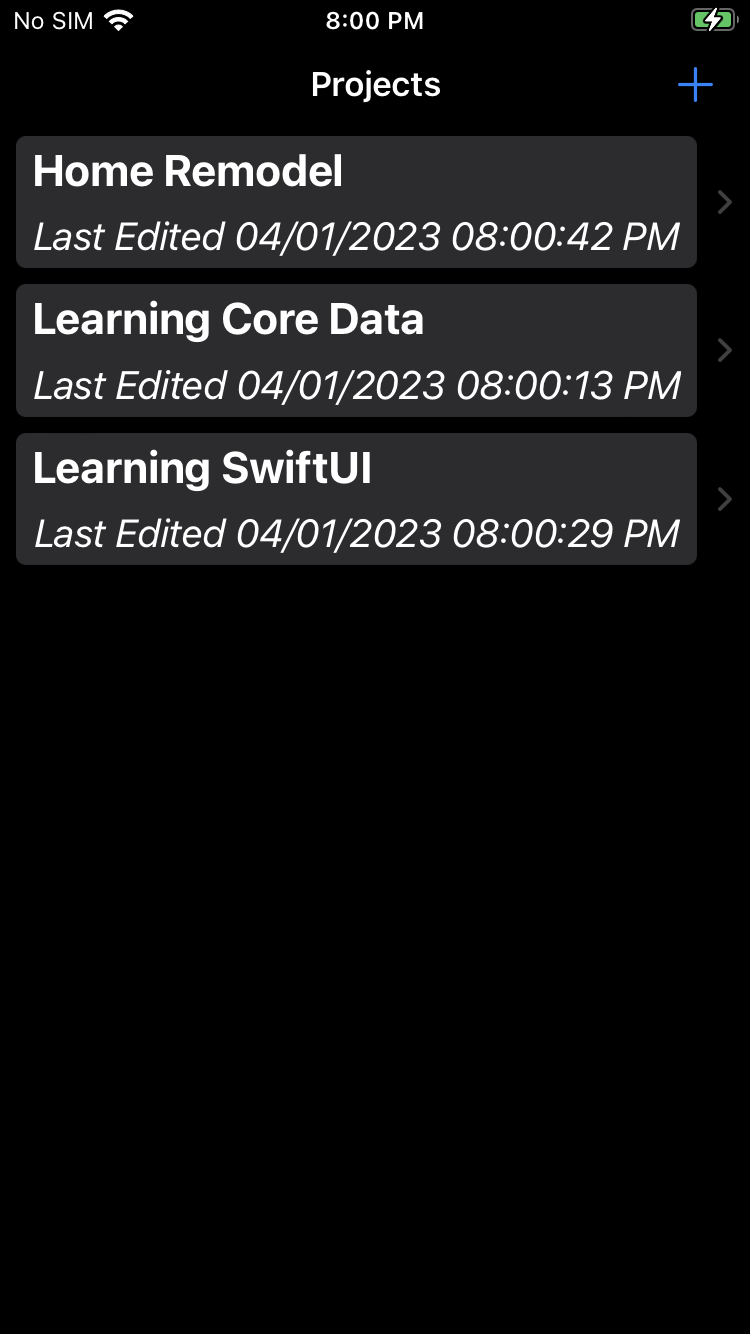 No SIM 8:00 PM
Projects
Home Remodel
Last Edited 04/01/2023 08:00:42 PM
Learning Core Data
Last Edited 04/01/2023 08:00:13 PM
Learning SwiftUI
Last Edited 04/01/2023 08:00:29 PM